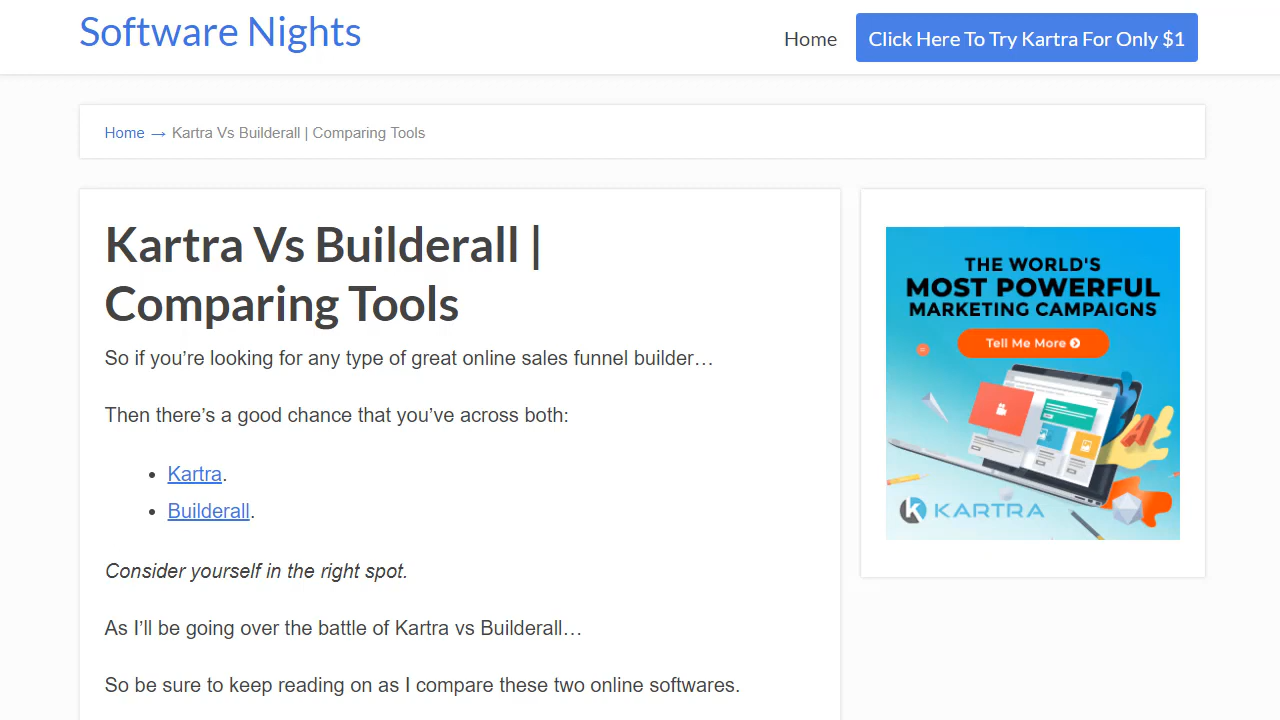 Software Nights
Home
Click Here To Try Kartra For Only $1
Home → Kartra Vs Builderall | Comparing Tools
Kartra Vs Builderall |
Comparing Tools
So if you’re looking for any type of great online sales funnel builder…
Then there’s a good chance that you’ve across both:
• Kartra.
• Builderall.
Consider yourself in the right spot.
As I’ll be going over the battle of Kartra vs Builderall…
So be sure to keep reading on as I compare these two online softwares.
THE WORLD'S
MOST POWERFUL
MARKETING CAMPAIGNS
Tell Me More
KARTRA